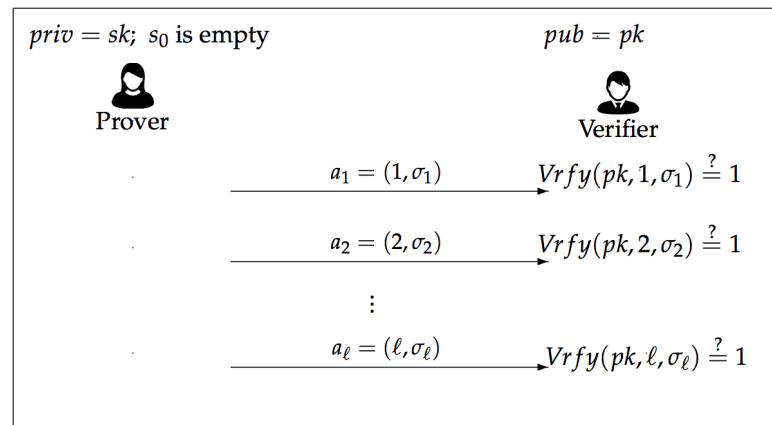 priv = sk; s₀ is empty pub = pk
Prover Verifier
a₁ = (1, σ₁) Vrfy(pk, 1, σ₁) ≟ 1
a₂ = (2, σ₂) Vrfy(pk, 2, σ₂) ≟ 1
⋮
a_ℓ = (ℓ, σ_ℓ) Vrfy(pk, ℓ, σ_ℓ) ≟ 1